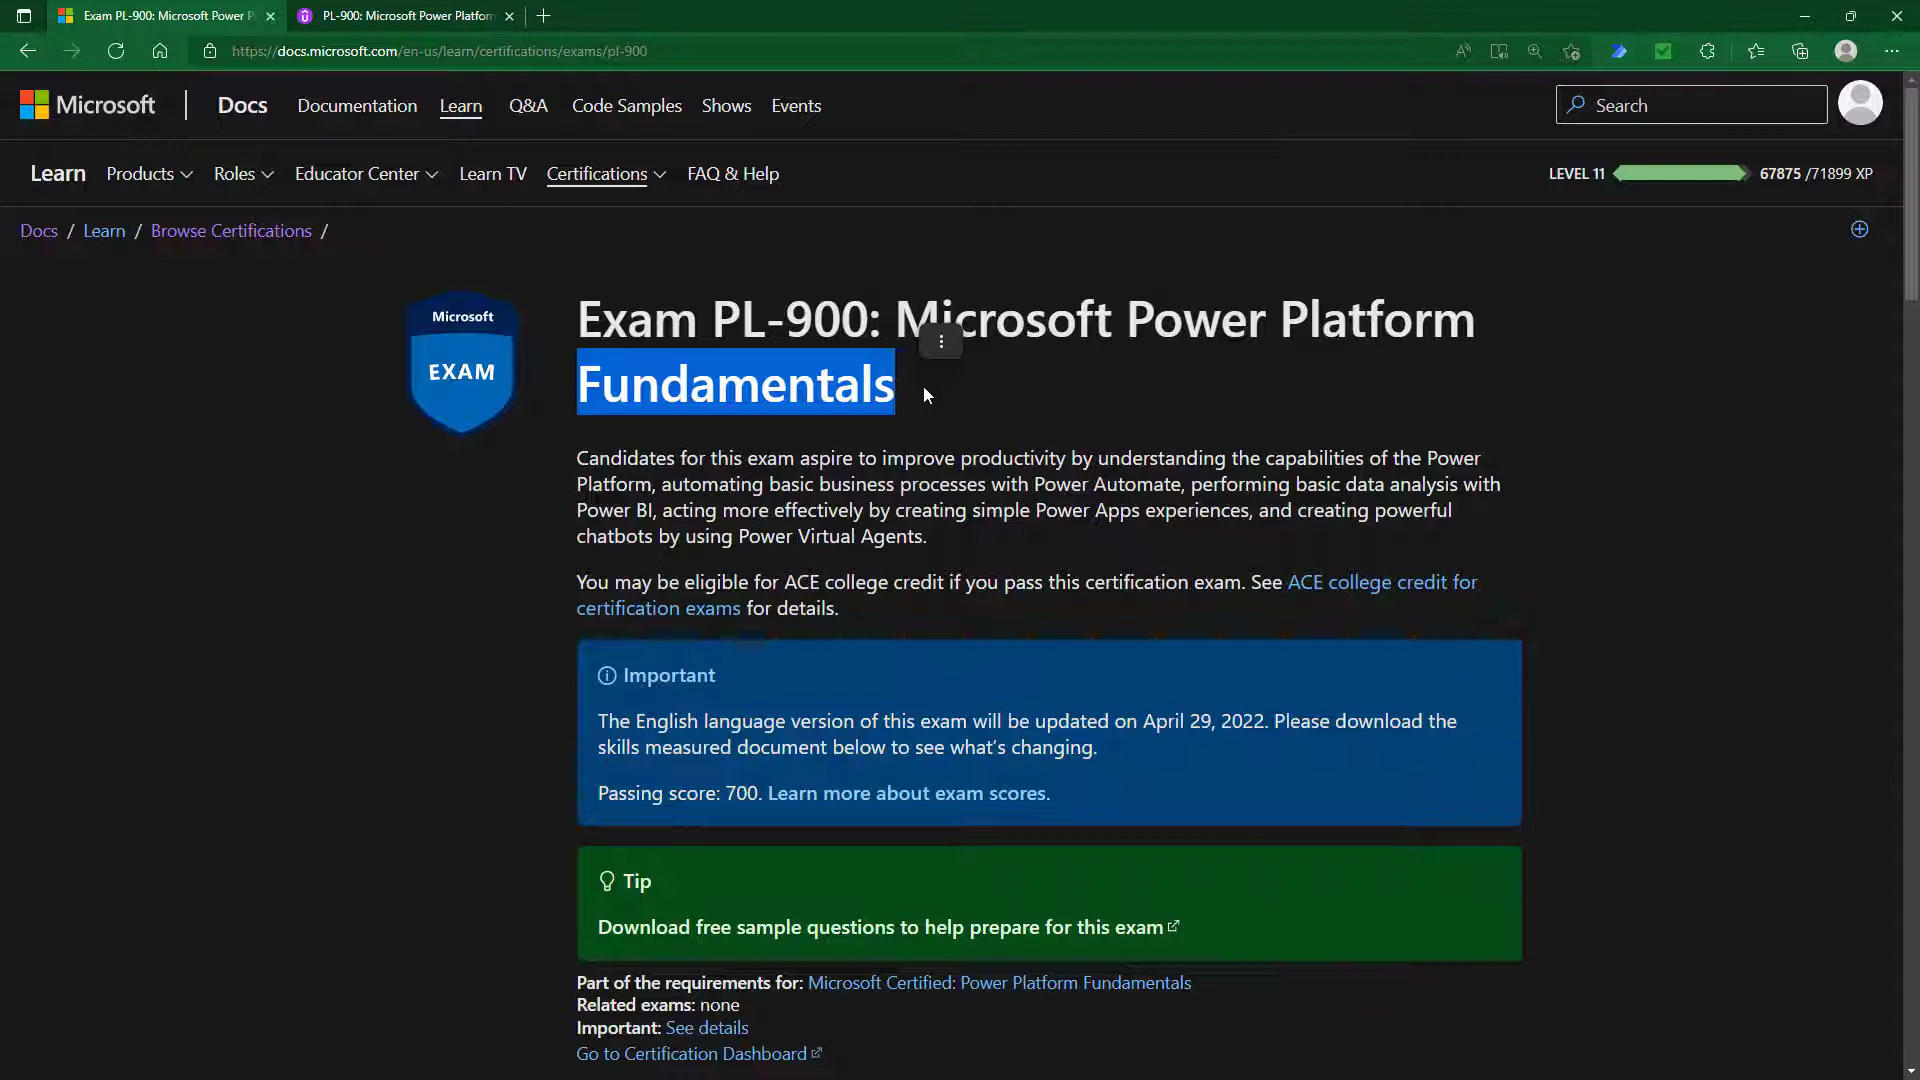 Exam PL-900: Microsoft Power P
PL-900: Microsoft Power Platform
https://docs.microsoft.com/en-us/learn/certifications/exams/pl-900
Microsoft
Docs
Documentation
Learn
Q&A
Code Samples
Shows
Events
Search
Learn
Products
Roles
Educator Center
Learn TV
Certifications
FAQ & Help
LEVEL 11
67875 /71899 XP
Docs / Learn / Browse Certifications /
Microsoft
EXAM
Exam PL-900: Microsoft Power Platform
Fundamentals
Candidates for this exam aspire to improve productivity by understanding the capabilities of the Power
Platform, automating basic business processes with Power Automate, performing basic data analysis with
Power BI, acting more effectively by creating simple Power Apps experiences, and creating powerful
chatbots by using Power Virtual Agents.
You may be eligible for ACE college credit if you pass this certification exam. See ACE college credit for
certification exams for details.
Important
The English language version of this exam will be updated on April 29, 2022. Please download the
skills measured document below to see what's changing.
Passing score: 700. Learn more about exam scores.
Tip
Download free sample questions to help prepare for this exam
Part of the requirements for: Microsoft Certified: Power Platform Fundamentals
Related exams: none
Important: See details
Go to Certification Dashboard